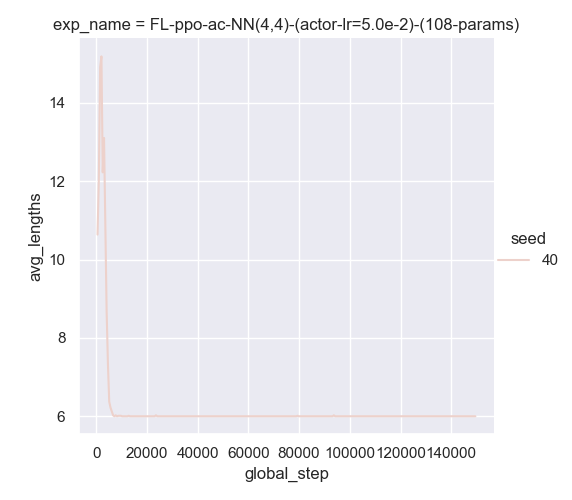 exp_name = FL-ppo-ac-NN(4,4)-(actor-lr=5.0e-2)-(108-params)
14
12
10
8
6
avg_lengths
seed
40
0 20000 40000 60000 80000 100000 120000 140000
global_step